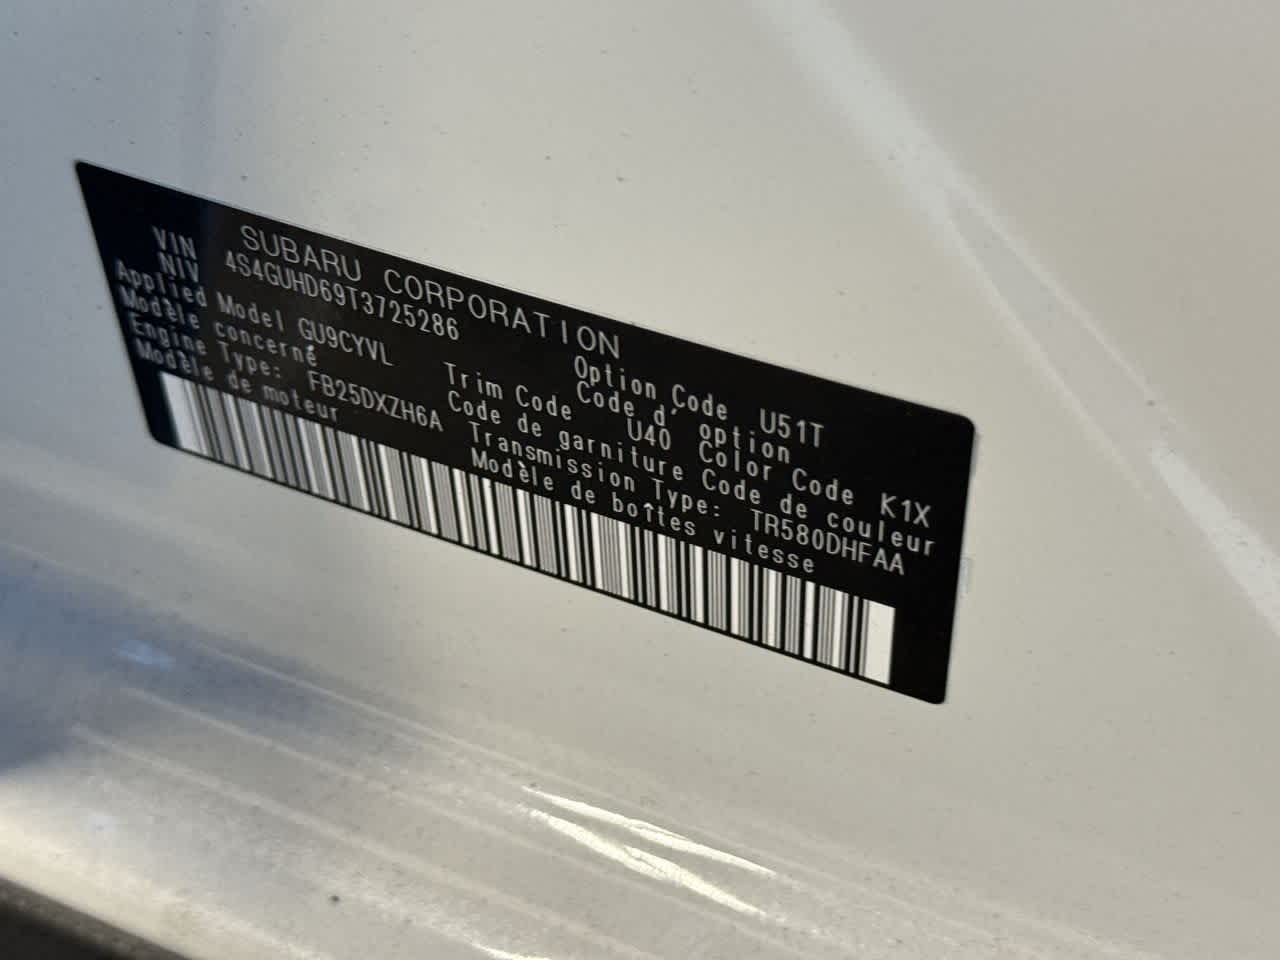 SUBARU CORPORATION
VIN 4S4GUHD69T3725286 Option Code U51T
NIV Code d'option
Applied Model GU9CYVL Trim Code U40 Color Code K1X
Modèle concerné Code de garniture Code de couleur
Engine Type: FB25DXZH6A Transmission Type: TR580DHFAA
Modèle de moteur Modèle de boîtes vitesse